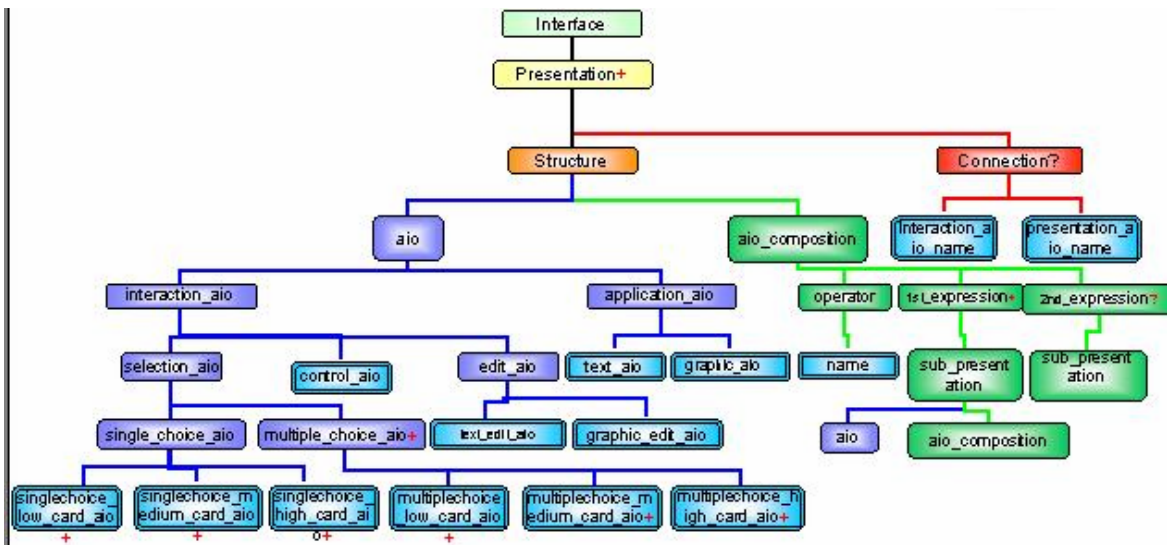 Interface
Presentation+
Structure
Connection?
aio
aio_composition
Interaction_a
io_name
presentation_a
io_name
interaction_aio
application_aio
operator
1st_expression+
2nd_expression?
selection_aio
control_aio
edit_aio
text_aio
graphic_aio
name
sub_present
ation
sub_present
ation
single_choice_aio
multiple_choice_aio+
text_edit_aio
graphic_edit_aio
aio
aio_composition
singlechoice_
low_card_aio
+
singlechoice_m
edium_card_aio
+
singlechoice_
high_card_ai
o+
multiplechoice
_low_card_aio
+
multiplechoice_m
edium_card_aio+
multiplechoice_h
igh_card_aio+